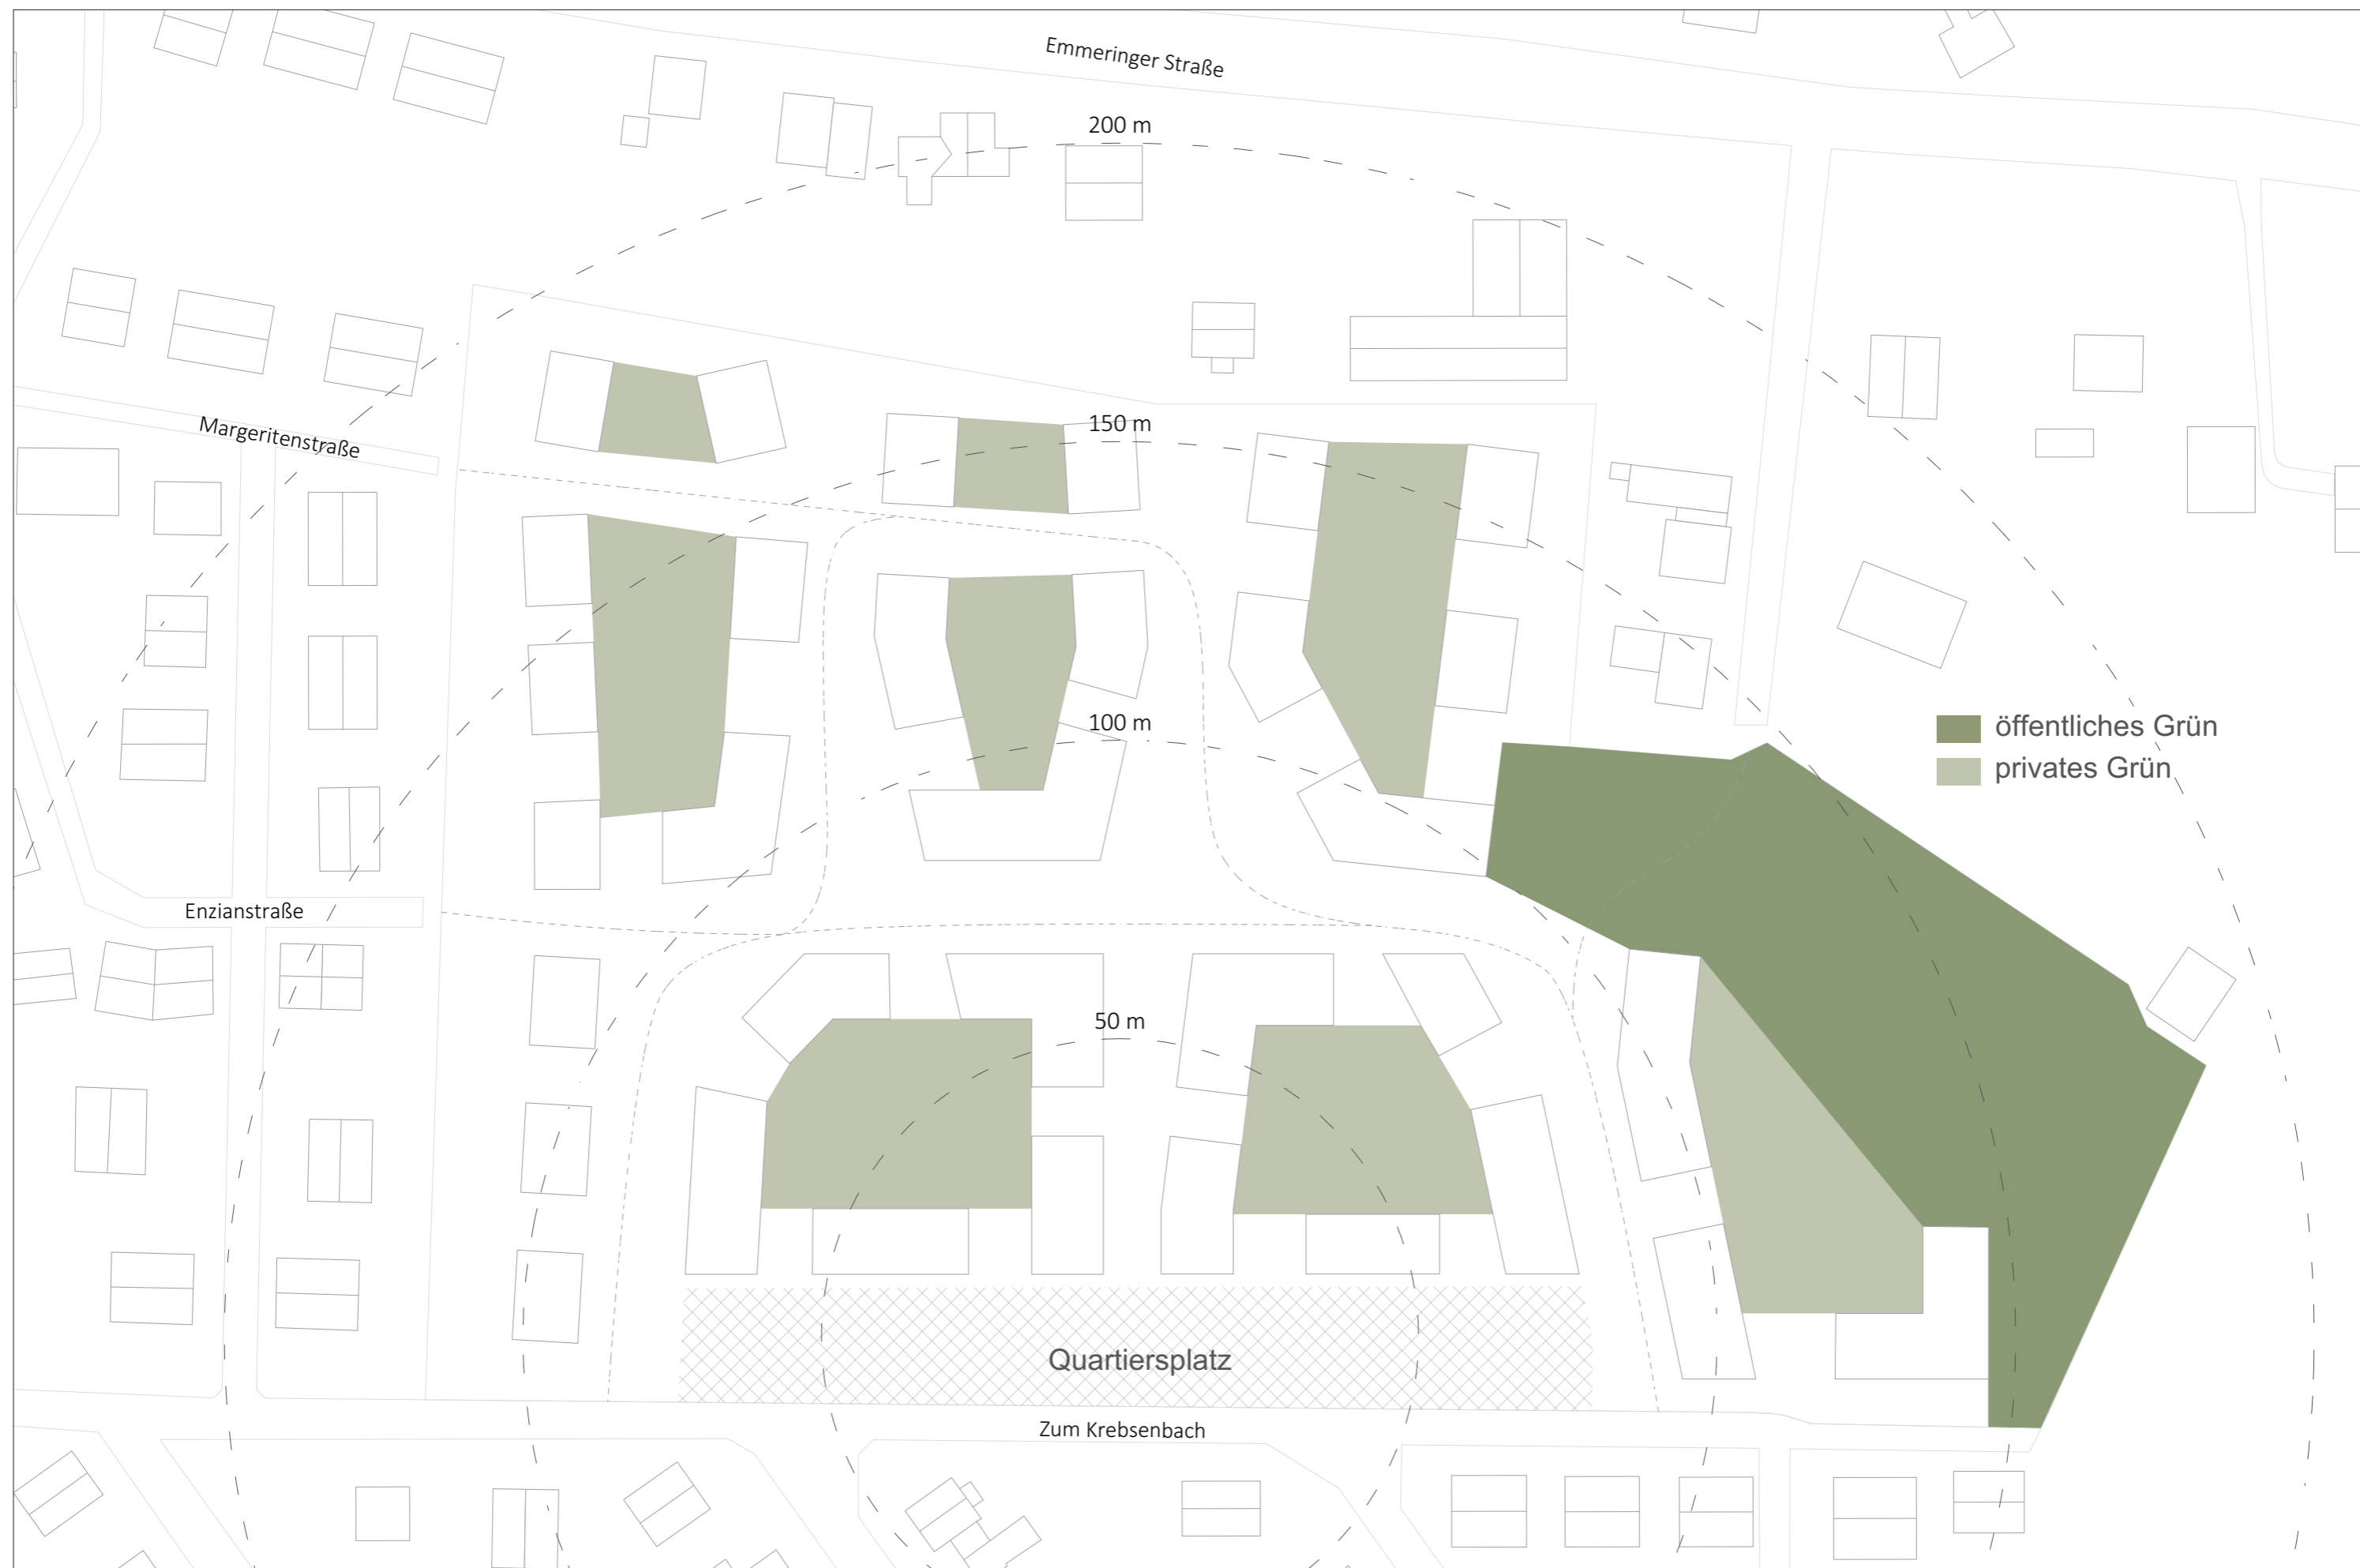 Emmeringer Straße
200 m
Margeritenstraße
150 m
100 m
öffentliches Grün
privates Grün
Enzianstraße
50 m
Quartiersplatz
Zum Krebsenbach